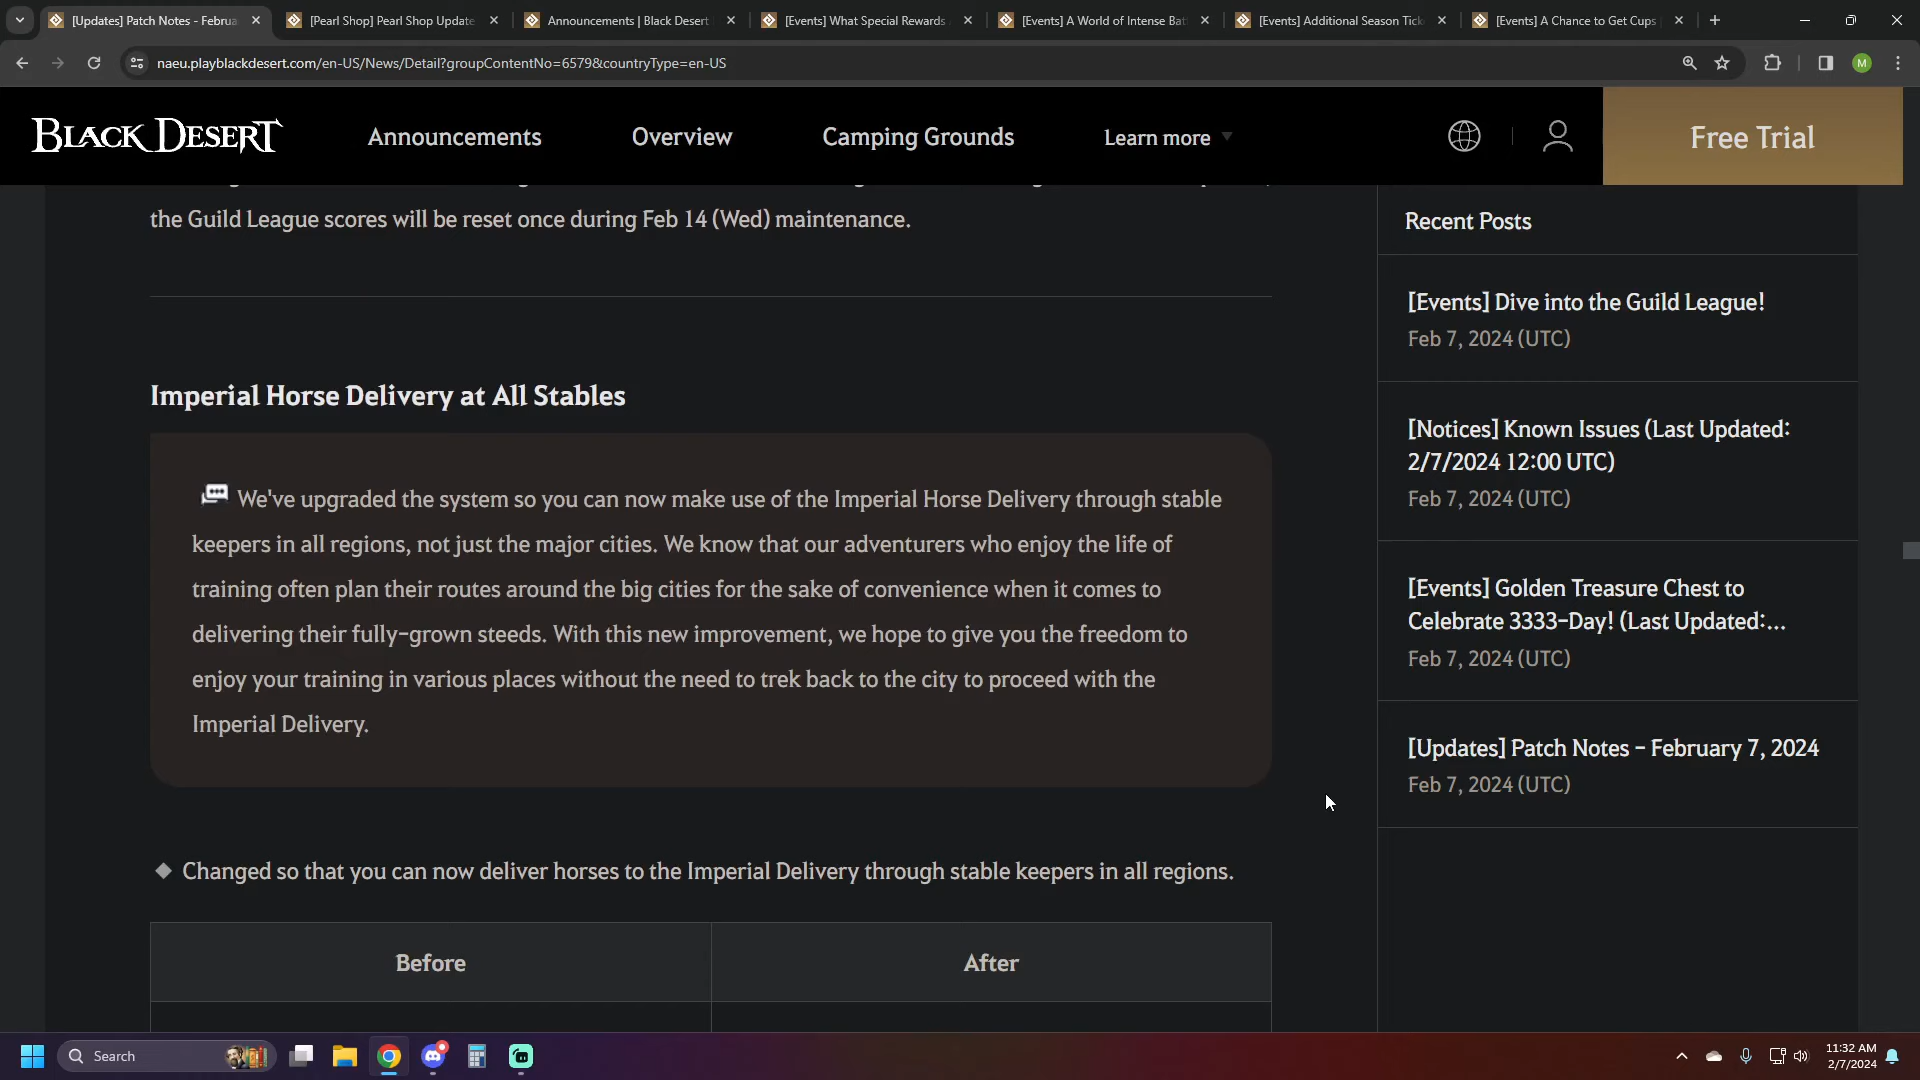 [Updates] Patch Notes - Februa
[Pearl Shop] Pearl Shop Update
Announcements | Black Desert
[Events] What Special Rewards
[Events] A World of Intense Bat
[Events] Additional Season Tick
[Events] A Chance to Get Cups
naeu.playblackdesert.com/en-US/News/Detail?groupContentNo=6579&countryType=en-US
M
BLACK DESERT
Announcements
Overview
Camping Grounds
Learn more
Free Trial
the Guild League scores will be reset once during Feb 14 (Wed) maintenance.
Imperial Horse Delivery at All Stables
We've upgraded the system so you can now make use of the Imperial Horse Delivery through stable
keepers in all regions, not just the major cities. We know that our adventurers who enjoy the life of
training often plan their routes around the big cities for the sake of convenience when it comes to
delivering their fully-grown steeds. With this new improvement, we hope to give you the freedom to
enjoy your training in various places without the need to trek back to the city to proceed with the
Imperial Delivery.
◆ Changed so that you can now deliver horses to the Imperial Delivery through stable keepers in all regions.
Before
After
Recent Posts
[Events] Dive into the Guild League!
Feb 7, 2024 (UTC)
[Notices] Known Issues (Last Updated:
2/7/2024 12:00 UTC)
Feb 7, 2024 (UTC)
[Events] Golden Treasure Chest to
Celebrate 3333-Day! (Last Updated:...
Feb 7, 2024 (UTC)
[Updates] Patch Notes - February 7, 2024
Feb 7, 2024 (UTC)
Search
11:32 AM
2/7/2024